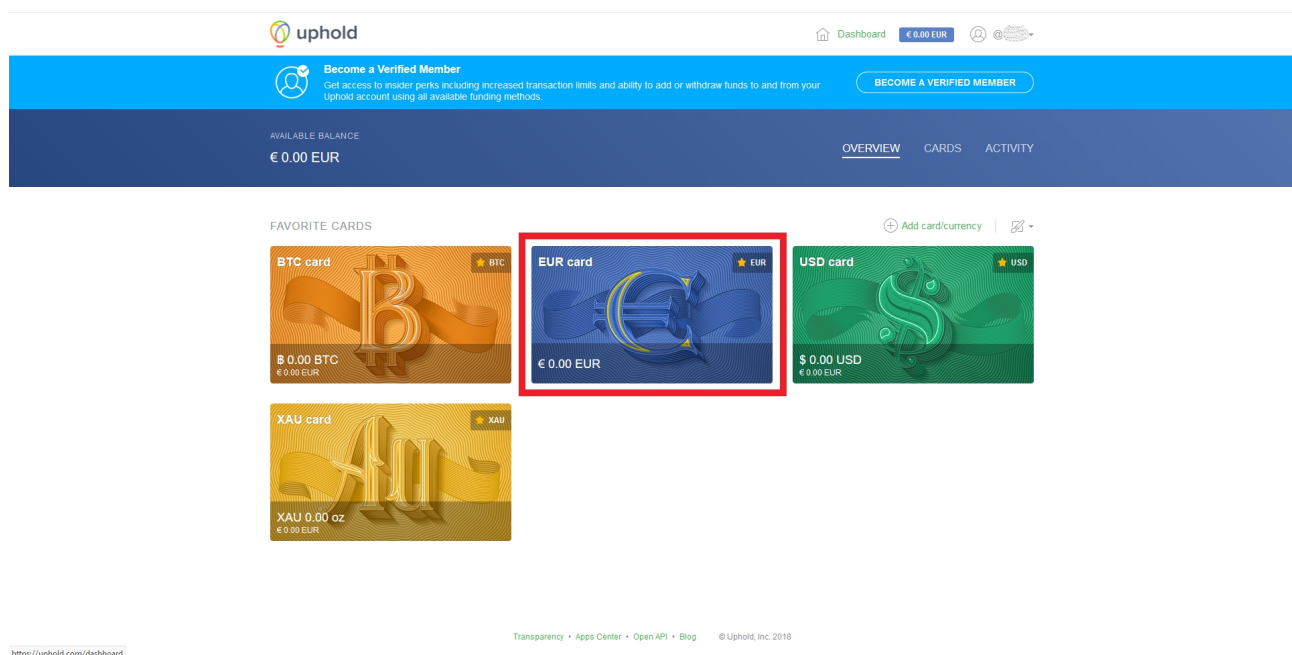 uphold
Dashboard € 0.00 EUR @
Become a Verified Member
Get access to insider perks including increased transaction limits and ability to add or withdraw funds to and from your
Uphold account using all available funding methods.
BECOME A VERIFIED MEMBER
AVAILABLE BALANCE
€ 0.00 EUR
OVERVIEW CARDS ACTIVITY
FAVORITE CARDS
Add card/currency
BTC card
BTC
฿ 0.00 BTC
€ 0.00 EUR
EUR card
EUR
€ 0.00 EUR
USD card
USD
$ 0.00 USD
€ 0.00 EUR
XAU card
XAU
Au
XAU 0.00 oz
€ 0.00 EUR
Transparency • Apps Center • Open API • Blog © Uphold, Inc. 2018
https://uphold.com/dashboard